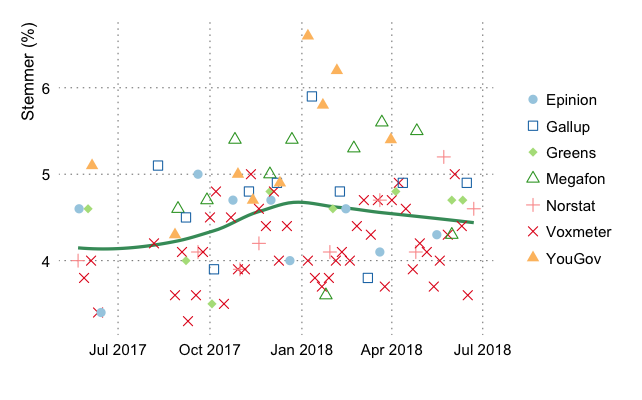 Stemmer (%)
6
5
4
Jul 2017
Oct 2017
Jan 2018
Apr 2018
Jul 2018
Epinion
Gallup
Greens
Megafon
Norstat
Voxmeter
YouGov